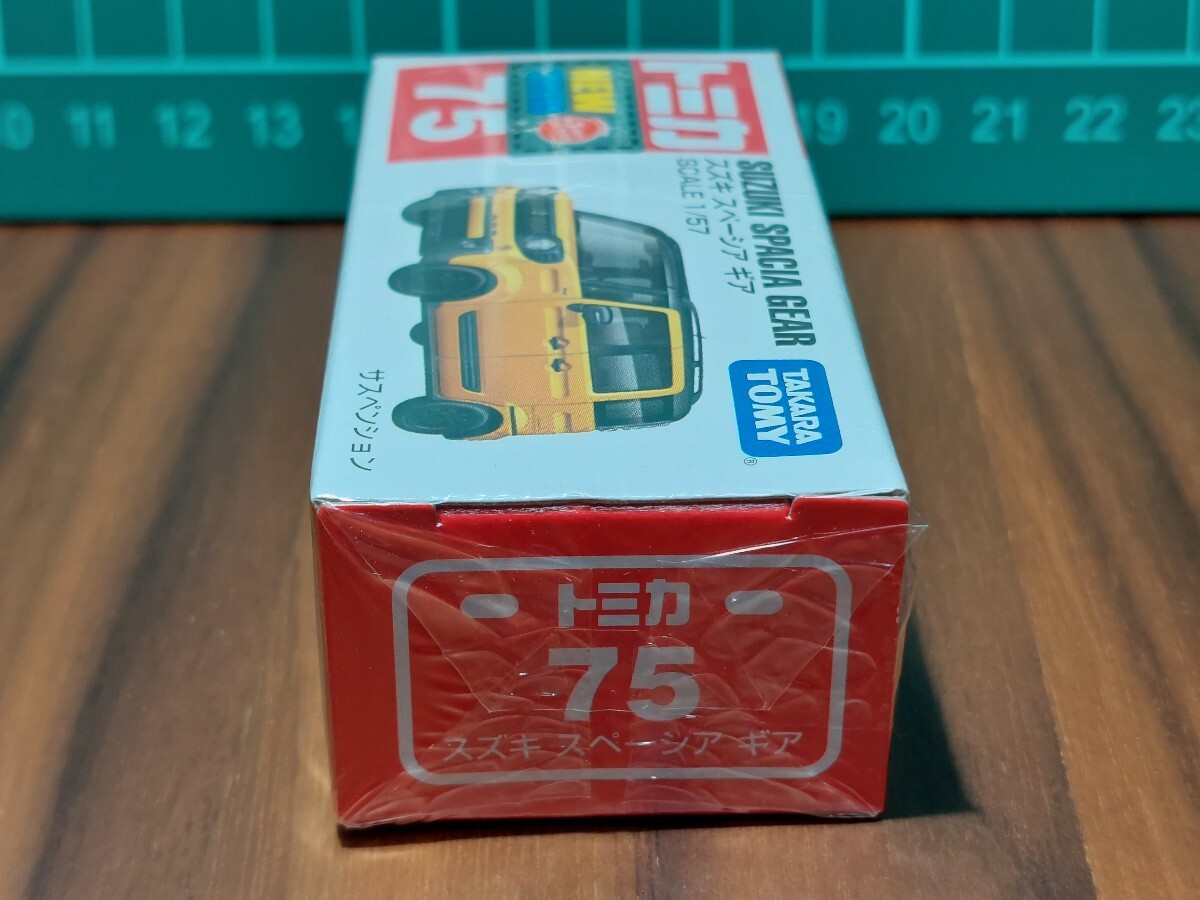 10 11 12 13 1
19 20 21 22 23
トミカ
NEW
75
SUZUKI SPACIA GEAR
スズキ スペーシア ギア
SCALE 1/57
TAKARA
TOMY
®
サスペンション
トミカ
75
スズキ スペーシア ギア